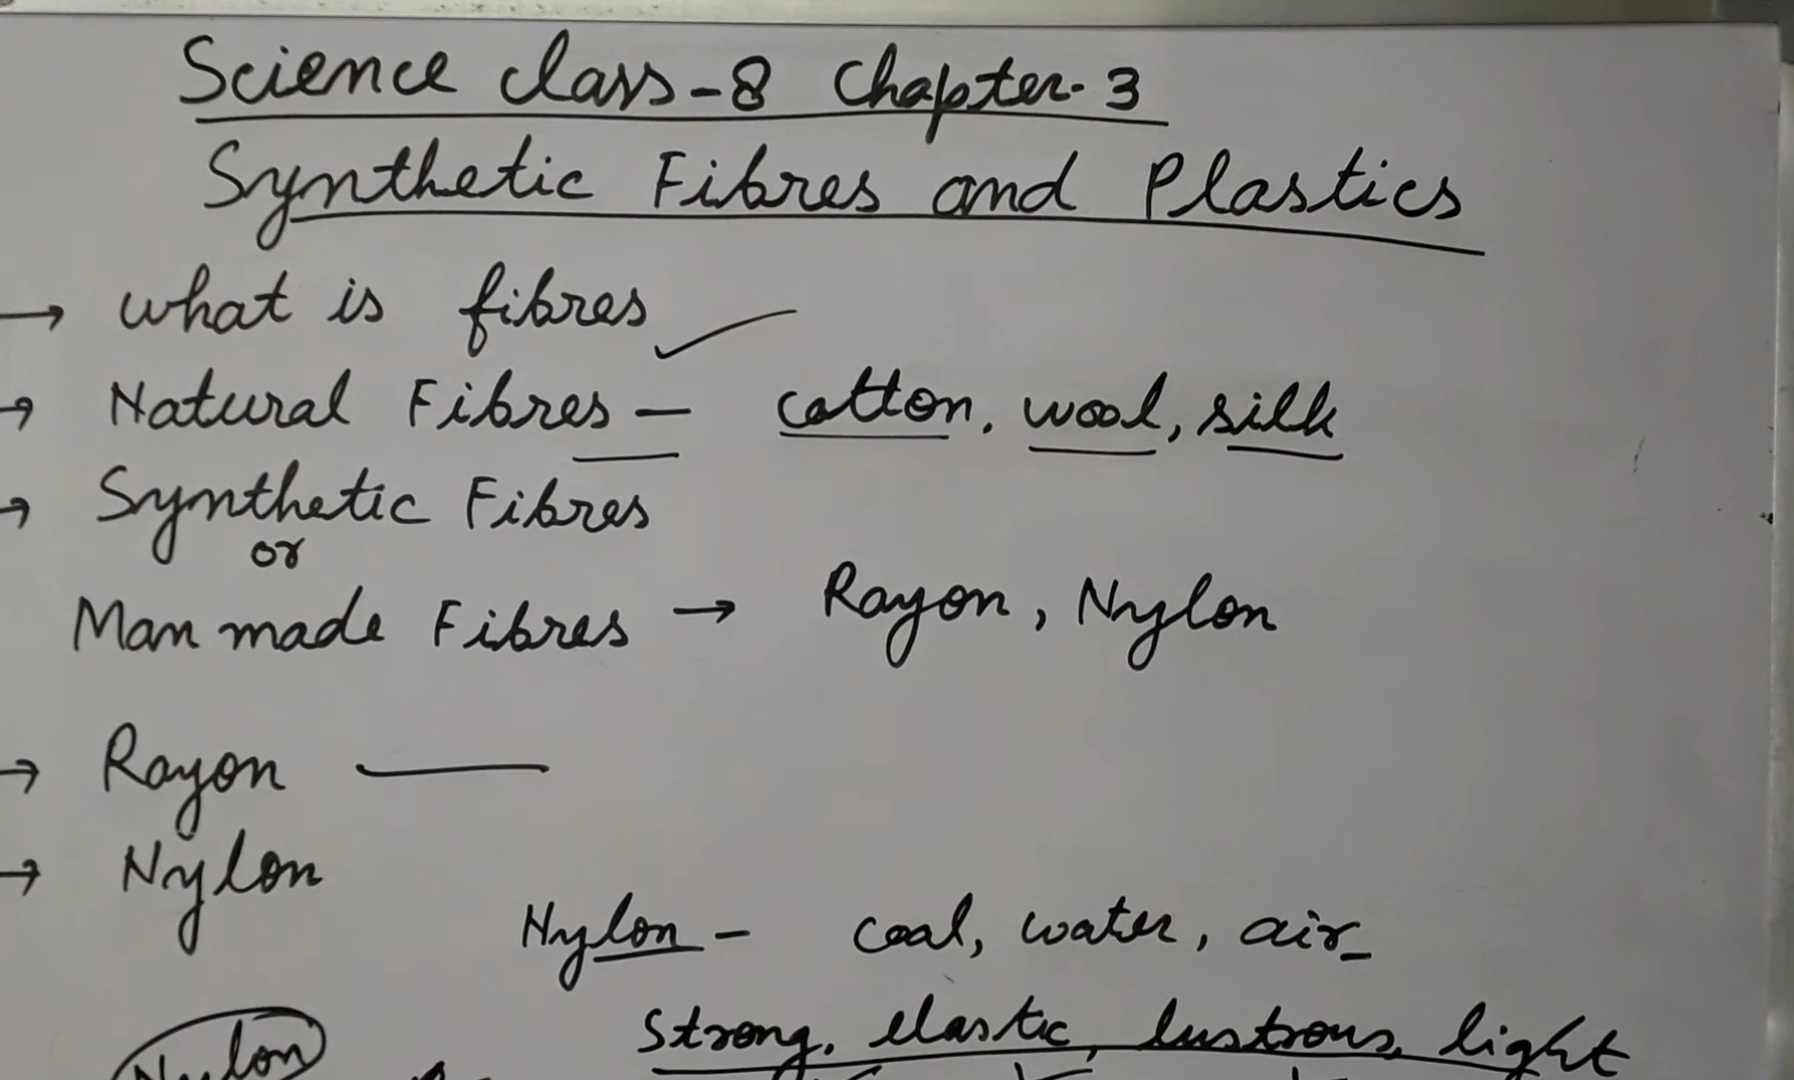 Science class-8 Chapter-3
Synthetic Fibres and Plastics
→ what is fibres ✓
→ Natural Fibres — cotton, wool, silk
→ Synthetic Fibres
or
Man made Fibres → Rayon, Nylon
→ Rayon —
→ Nylon
Nylon - coal, water, air
Strong, elastic, lustrous, light
Nylon